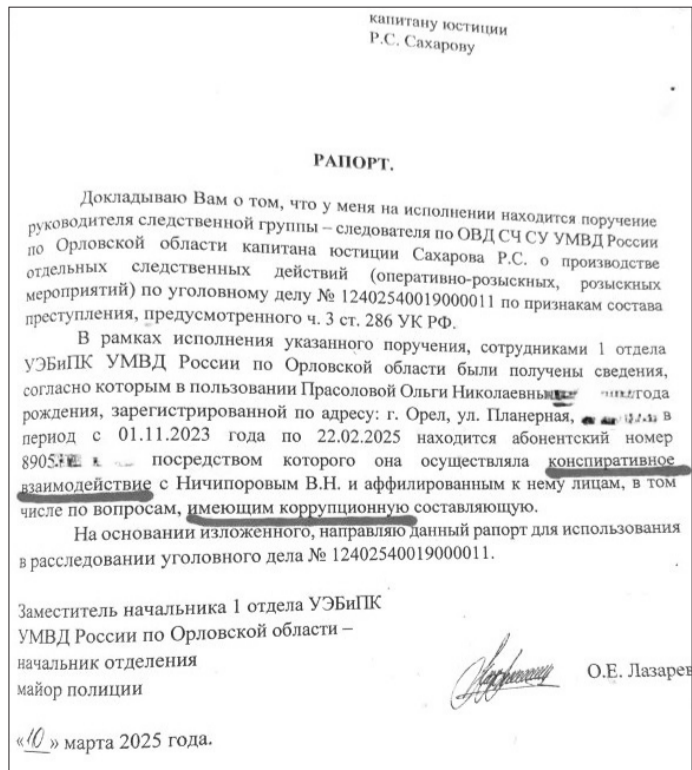 капитану юстиции
Р.С. Сахарову
РАПОРТ.
Докладываю Вам о том, что у меня на исполнении находится поручение
руководителя следственной группы – следователя по ОВД СЧ СУ УМВД России
по Орловской области капитана юстиции Сахарова Р.С. о производстве
отдельных следственных действий (оперативно-розыскных, розыскных
мероприятий) по уголовному делу № 12402540019000011 по признакам состава
преступления, предусмотренного ч. 3 ст. 286 УК РФ.
В рамках исполнения указанного поручения, сотрудниками 1 отдела
УЭБиПК УМВД России по Орловской области были получены сведения,
согласно которым в пользовании Прасоловой Ольги Николаевны года
рождения, зарегистрированной по адресу: г. Орел, ул. Планерная, в
период с 01.11.2023 года по 22.02.2025 находится абонентский номер
8905 посредством которого она осуществляла конспиративное
взаимодействие с Ничипоровым В.Н. и аффилированным к нему лицам, в том
числе по вопросам, имеющим коррупционную составляющую.
На основании изложенного, направляю данный рапорт для использования
в расследовании уголовного дела № 12402540019000011.
Заместитель начальника 1 отдела УЭБиПК
УМВД России по Орловской области –
начальник отделения
майор полиции
О.Е. Лазарев
«10» марта 2025 года.